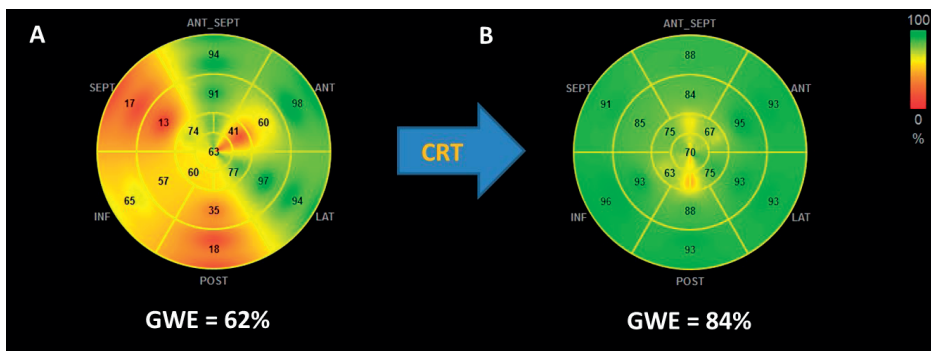 A
ANT_SEPT
SEPT
ANT
INF
LAT
POST
94
91
98
17
13
74
41
60
63
57
60
77
97
94
65
35
18
GWE = 62%
CRT
B
ANT_SEPT
SEPT
ANT
INF
LAT
POST
88
84
91
93
85
75
67
95
70
93
63
75
93
96
93
88
93
GWE = 84%
100
0
%